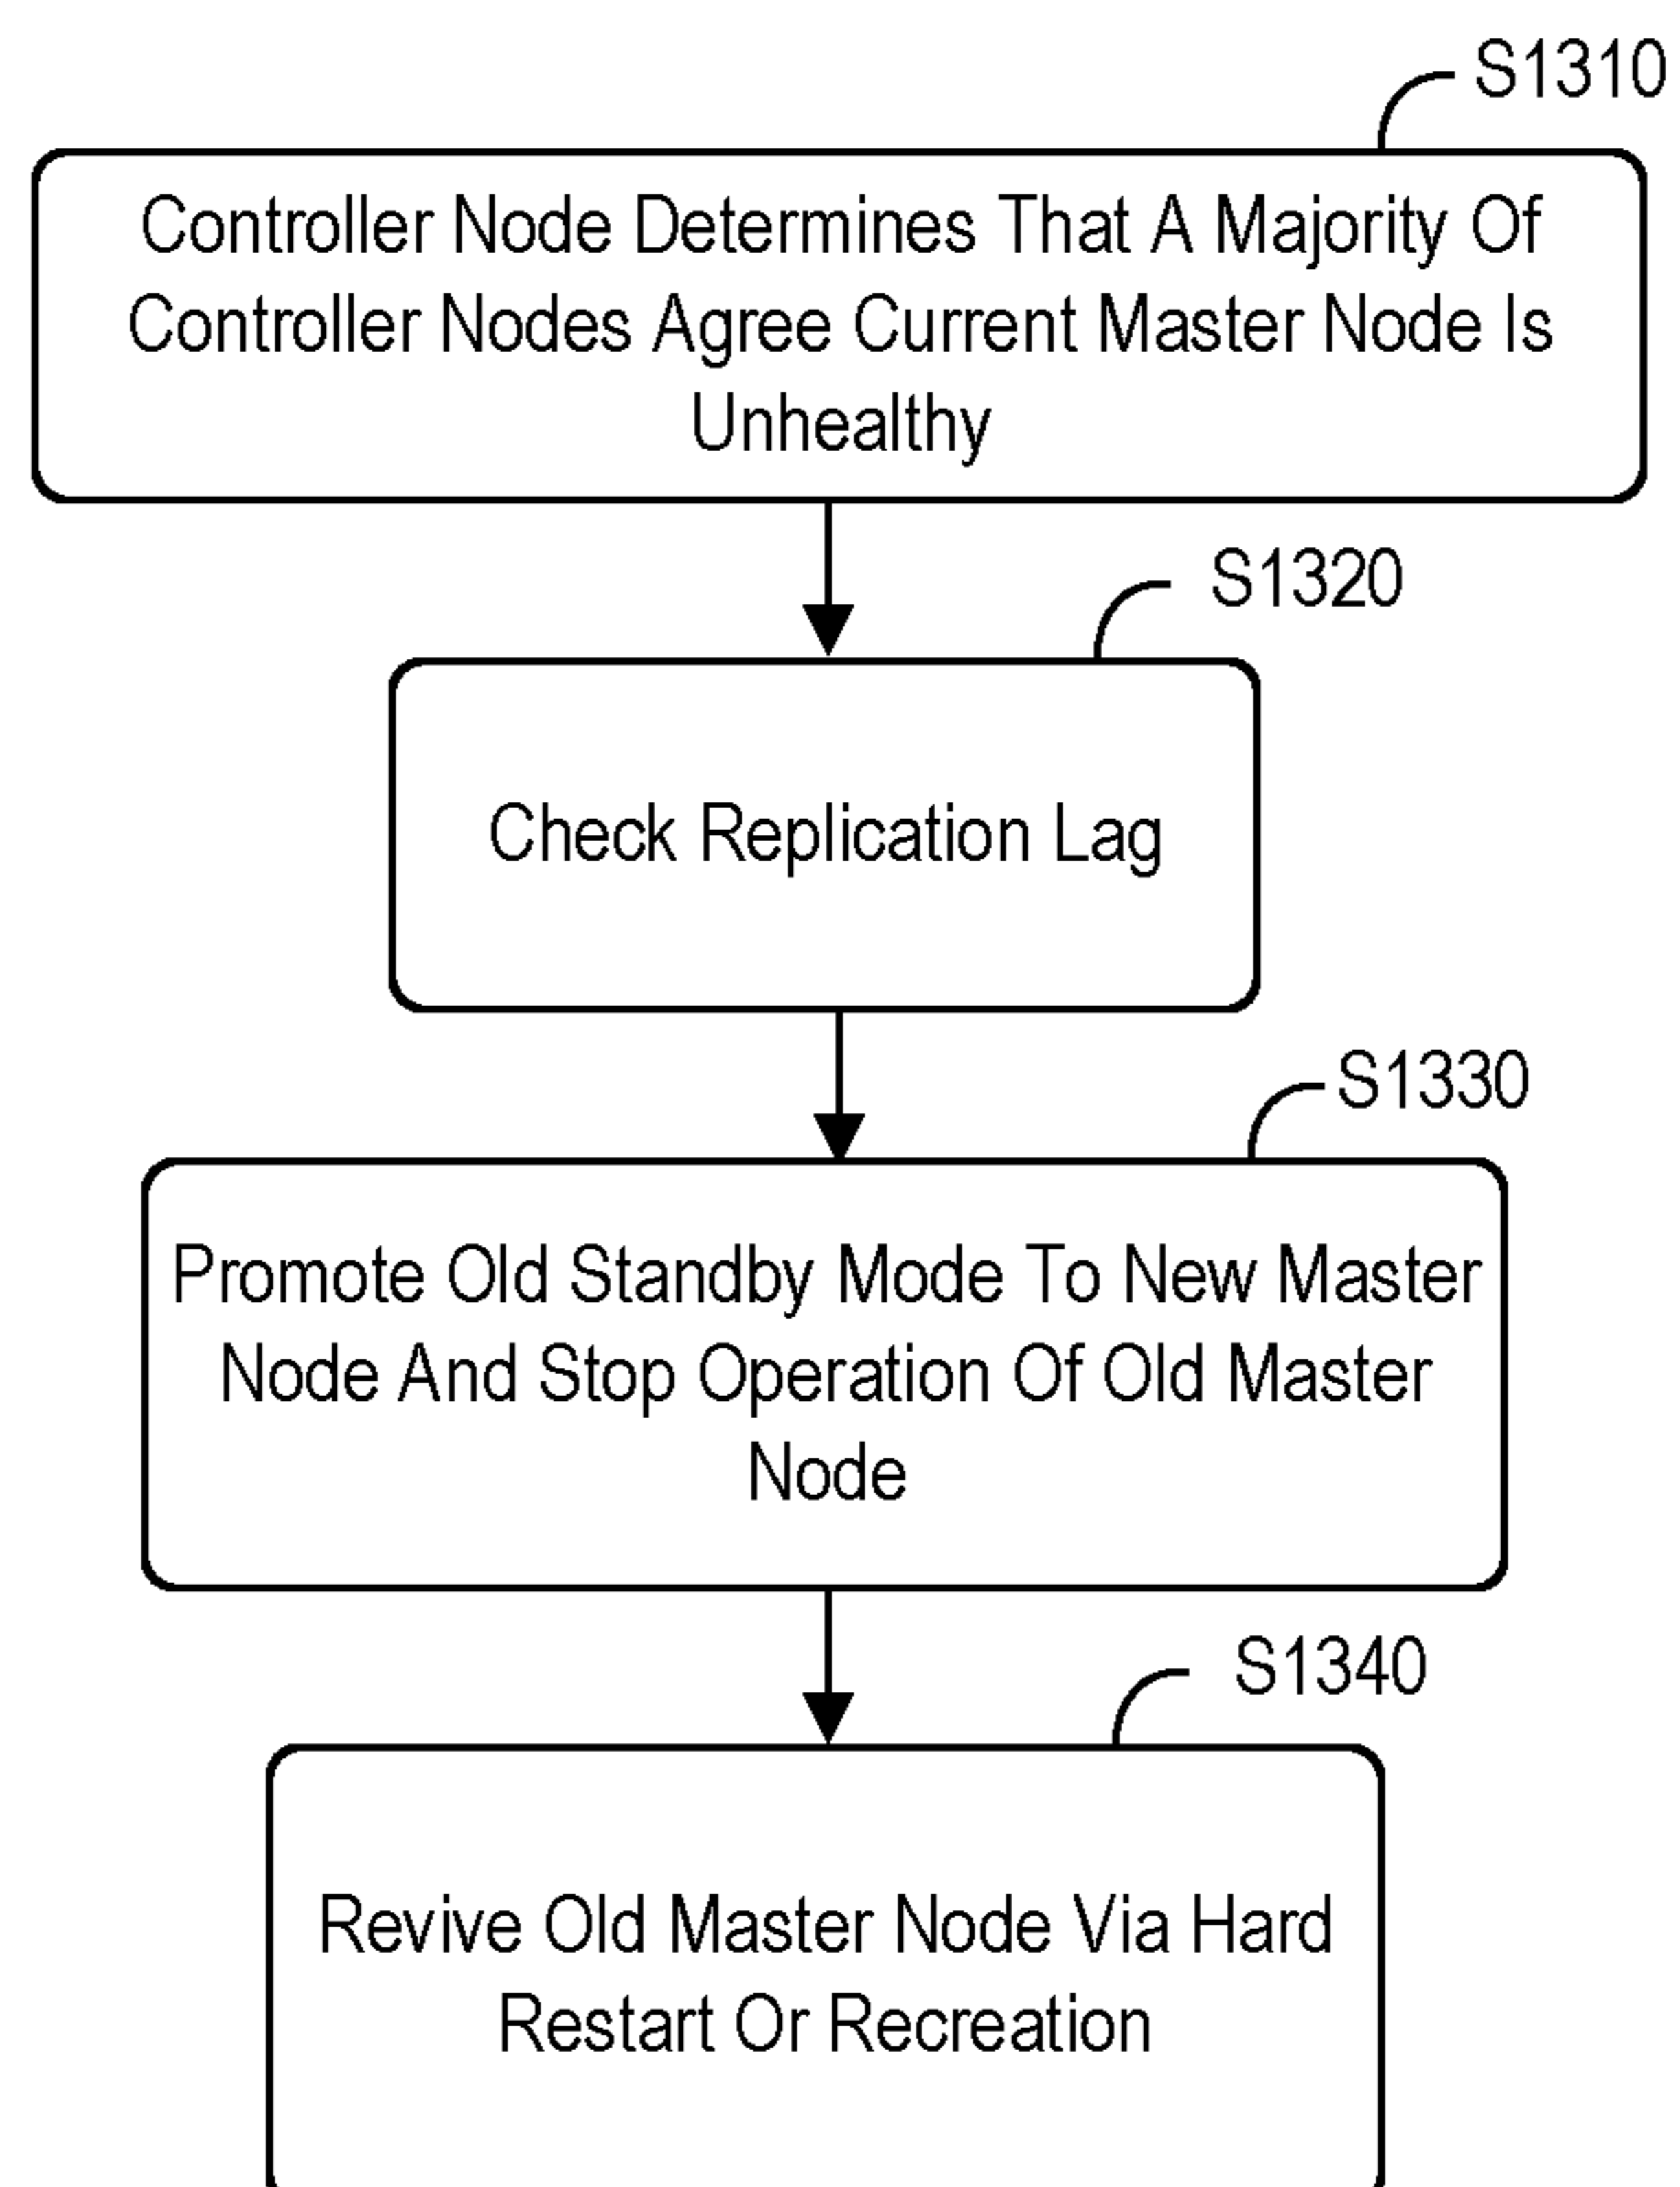 S1310
Controller Node Determines That A Majority Of
Controller Nodes Agree Current Master Node Is
Unhealthy
S1320
Check Replication Lag
S1330
Promote Old Standby Mode To New Master
Node And Stop Operation Of Old Master
Node
S1340
Revive Old Master Node Via Hard
Restart Or Recreation